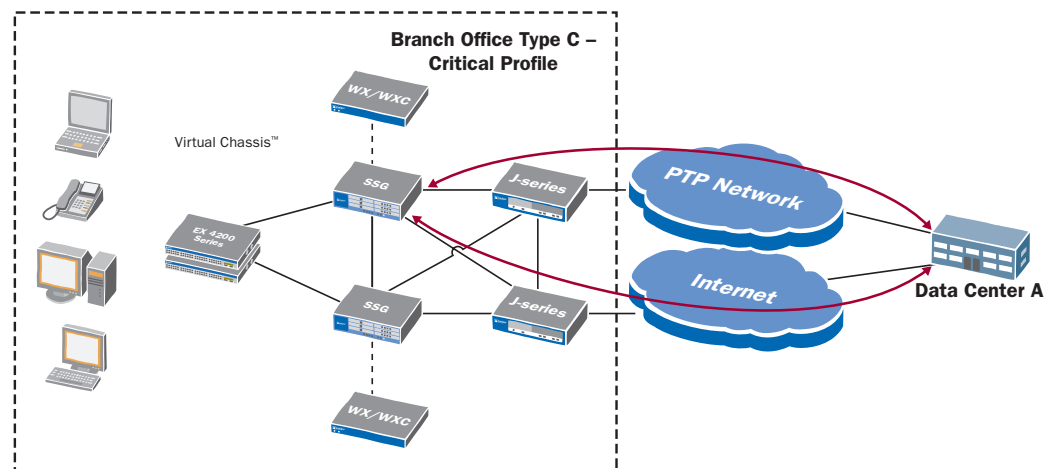 Branch Office Type C –
Critical Profile
WX/WXC
Virtual Chassis™
SSG
J-series
PTP Network
EX 4200
Series
Data Center A
SSG
J-series
Internet
WX/WXC